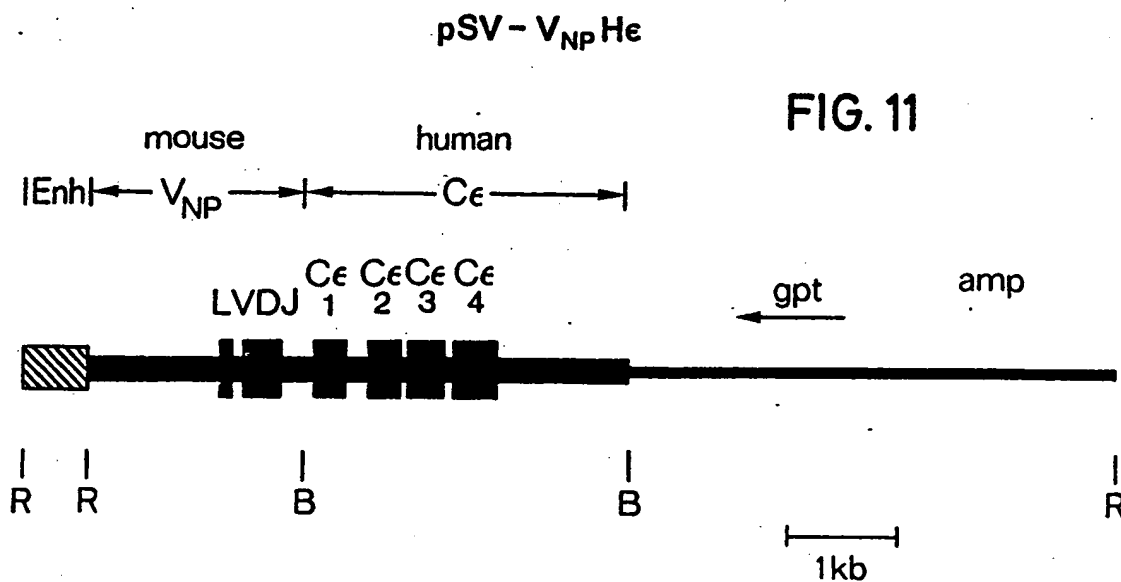 pSV – V_NP Hϵ
FIG. 11
mouse human
Enh V_NP Cϵ
Cϵ Cϵ Cϵ Cϵ
LVDJ 1 2 3 4
gpt amp
R R B B R
1kb